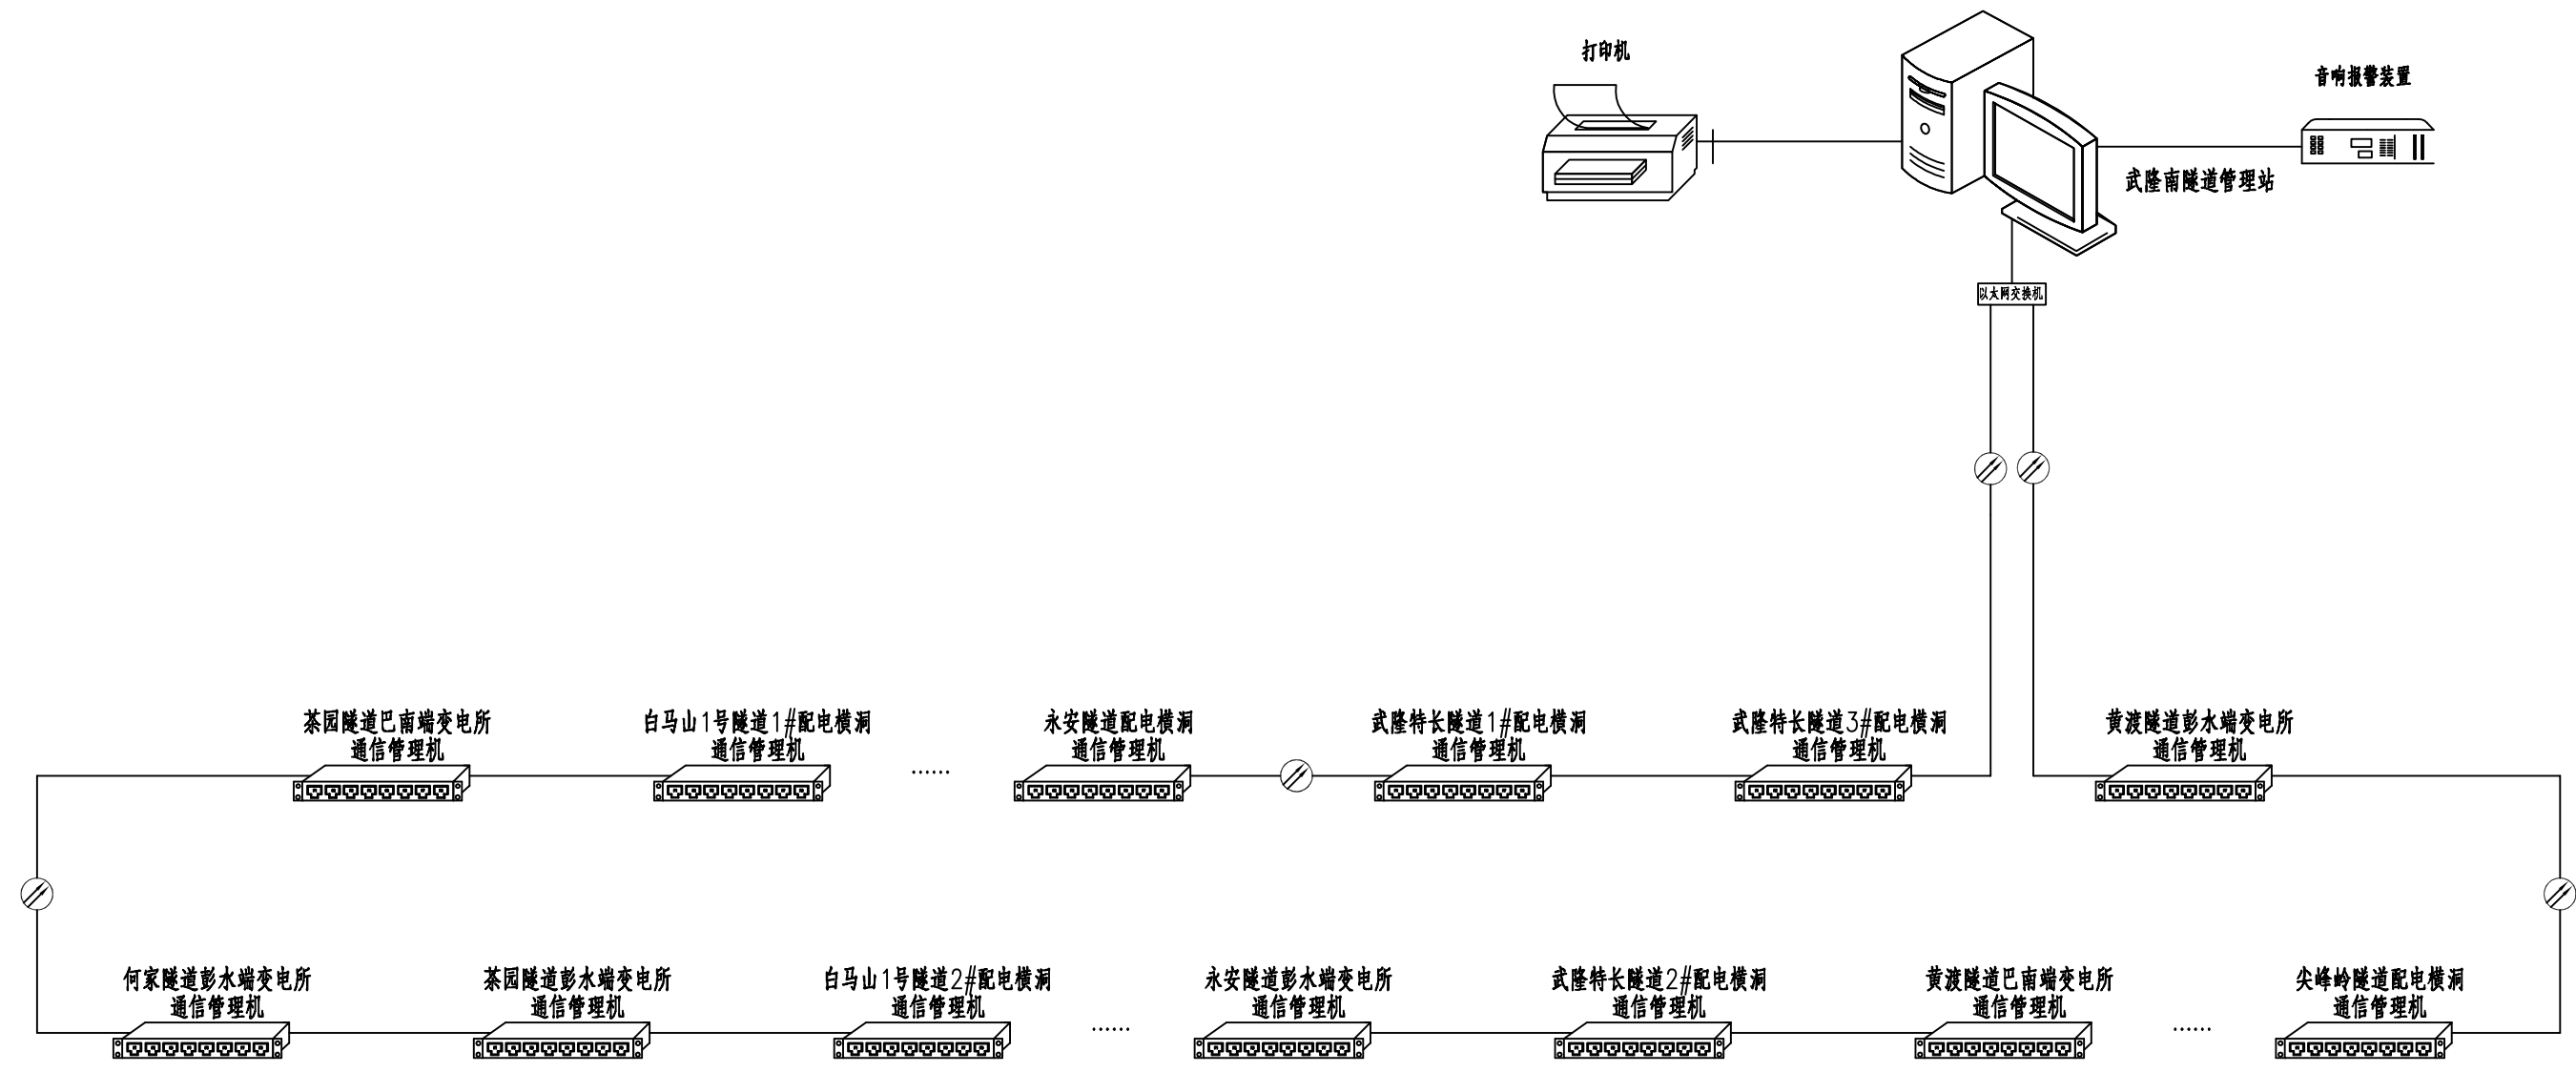 打印机
音响报警装置
武隆南隧道管理站
以太网交换机
茶园隧道巴南端变电所
通信管理机
白马山1号隧道1#配电横洞
通信管理机
......
永安隧道配电横洞
通信管理机
武隆特长隧道1#配电横洞
通信管理机
武隆特长隧道3#配电横洞
通信管理机
黄渡隧道彭水端变电所
通信管理机
何家隧道彭水端变电所
通信管理机
茶园隧道彭水端变电所
通信管理机
白马山1号隧道2#配电横洞
通信管理机
......
永安隧道彭水端变电所
通信管理机
武隆特长隧道2#配电横洞
通信管理机
黄渡隧道巴南端变电所
通信管理机
......
尖峰岭隧道配电横洞
通信管理机